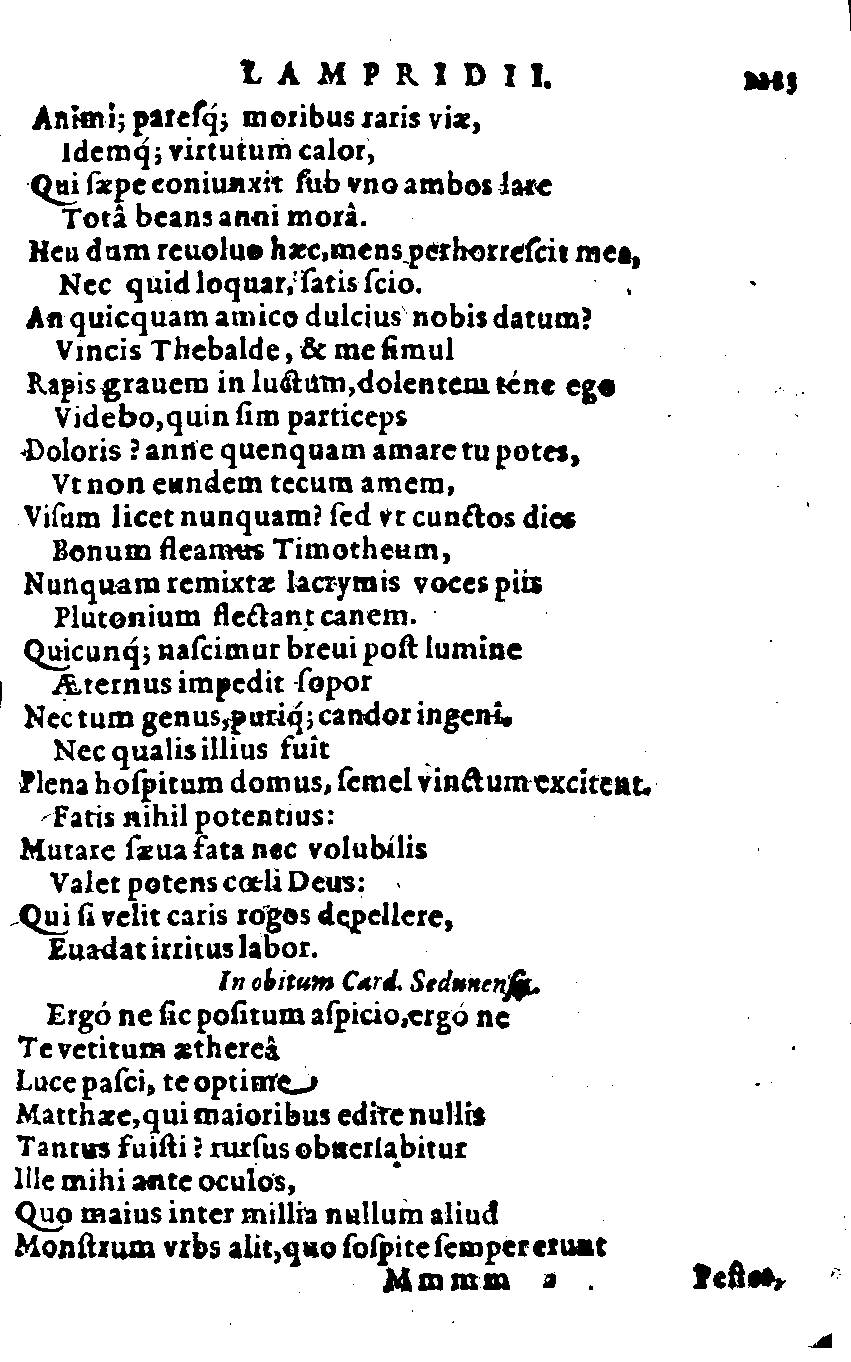 LAMPRIDII.
Animi; paresq́; moribus raris viæ,
Idemq́; virtutum calor,
Qui ſæpe coniunxit ſub vno ambos lare
Totâ beans anni morâ.
Heu dum reuoluo hæc, mens perhorreſcit mea,
Nec quid loquar, ſatis ſcio.
An quicquam amico dulcius nobis datum?
Vincis Thebalde, & me ſimul
Rapis grauem in luctum, dolentem téne ego
Videbo, quin ſim particeps
Doloris? anne quenquam amare tu potes,
Vt non eundem tecum amem,
Viſum licet nunquam? ſed vt cunctos dies
Bonum fleamus Timotheum,
Nunquam remixtæ lacrymis voces piis
Plutonium flectant canem.
Quicunq́; naſcimur breui poſt lumine
Æternus impedit ſopor
Nec tum genus, puriq́; candor ingenî,
Nec qualis illius fuit
Plena hoſpitum domus, ſemel vinctum excitent.
Fatis nihil potentius:
Mutare ſæua fata nec volubilis
Valet potens cœli Deus:
Qui ſi velit caris rogos depellere,
Euadat irritus labor.
In obitum Card. Sedunenſis.
Ergó ne ſic poſitum aſpicio, ergó ne
Te vetitum æthereâ
Luce paſci, te optime
Matthæe, qui maioribus edite nullis
Tantus fuiſti? rurſus obuerſabitur
Ille mihi ante oculos,
Quo maius inter millia nullum aliud
Monſtrum vrbs alit, quo ſoſpite ſemper erunt
Mmmm 2 Peſtes,